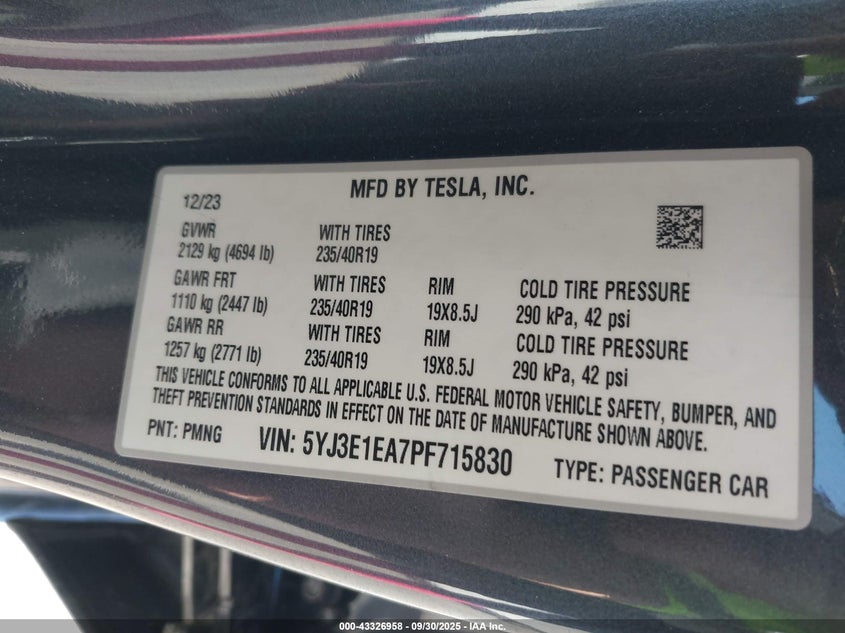 MFD BY TESLA, INC.
12/23
GVWR WITH TIRES
2129 kg (4694 lb) 235/40R19
GAWR FRT WITH TIRES RIM COLD TIRE PRESSURE
1110 kg (2447 lb) 235/40R19 19X8.5J 290 kPa, 42 psi
GAWR RR WITH TIRES RIM COLD TIRE PRESSURE
1257 kg (2771 lb) 235/40R19 19X8.5J 290 kPa, 42 psi
THIS VEHICLE CONFORMS TO ALL APPLICABLE U.S. FEDERAL MOTOR VEHICLE SAFETY, BUMPER, AND
THEFT PREVENTION STANDARDS IN EFFECT ON THE DATE OF MANUFACTURE SHOWN ABOVE.
PNT: PMNG VIN: 5YJ3E1EA7PF715830 TYPE: PASSENGER CAR
000-43326958 - 09/30/2025 - IAA Inc.